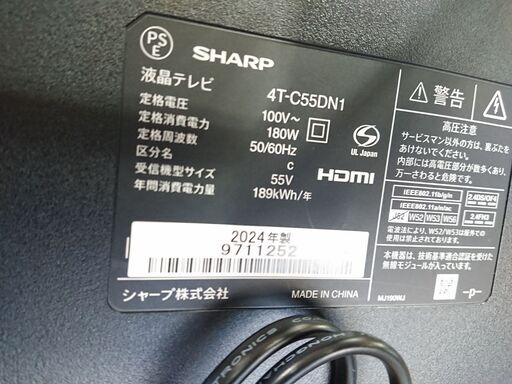 PS
E
SHARP
液晶テレビ 4T-C55DN1
定格電圧 100V～
定格消費電力 180W
定格周波数 50/60Hz
区分名 C
受信機型サイズ 55V
年間消費電力量 189kWh/年
UL Japan
HDMI
2024年製
9711252
シャープ株式会社 MADE IN CHINA
警告
高圧注意
サービスマン以外の方は、裏ぶたを
あけないでください。
内部には高電圧部分が数多くあり、
万一さわると危険です。
IEEE802.11b/g/n
IEEE802.11a/n/ac
J52 W52 W53 W56
2.4DS/OF4
2.4FH3
電波法により、W52/W53の屋外
使用は禁止されています。
本機器は、技術基準適合認証を受けた
無線モジュールが入っています。
MJ190WJ
-p-